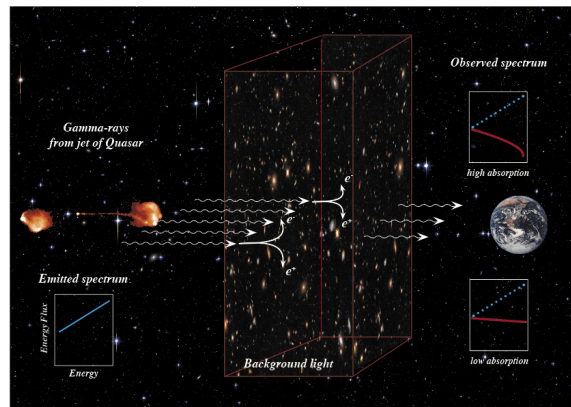 Gamma-rays
from jet of Quasar
Observed spectrum
high absorption
e-
e+
e-
e+
Emitted spectrum
Energy Flux
Energy
Background light
low absorption